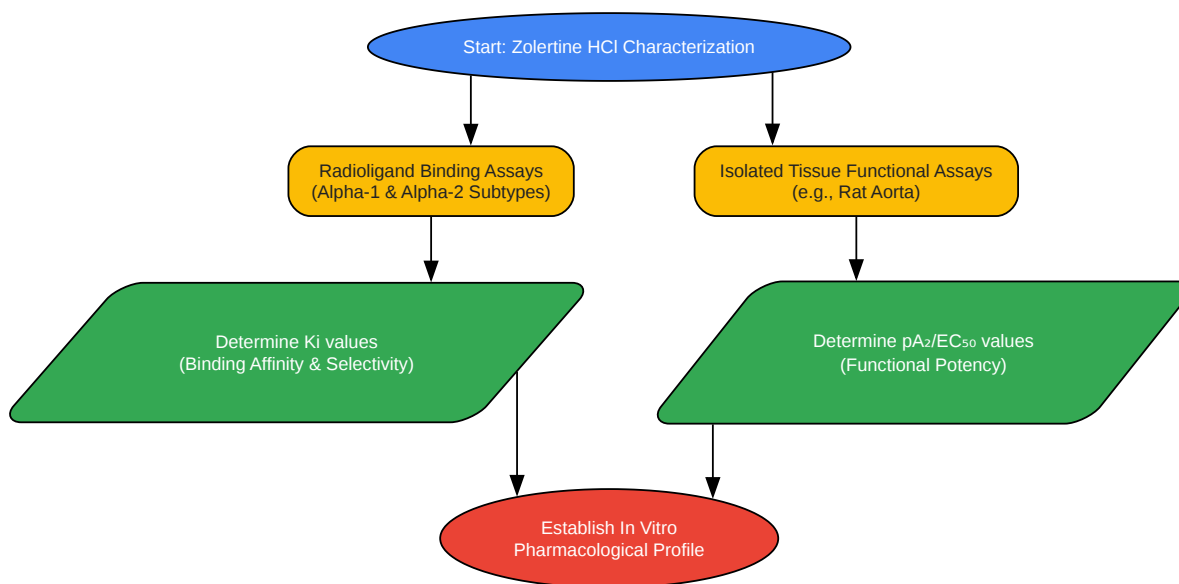 Start: Zolertine HCl Characterization
Radioligand Binding Assays
(Alpha-1 & Alpha-2 Subtypes)
Isolated Tissue Functional Assays
(e.g., Rat Aorta)
Determine Ki values
(Binding Affinity & Selectivity)
Determine pA₂/EC₅₀ values
(Functional Potency)
Establish In Vitro
Pharmacological Profile